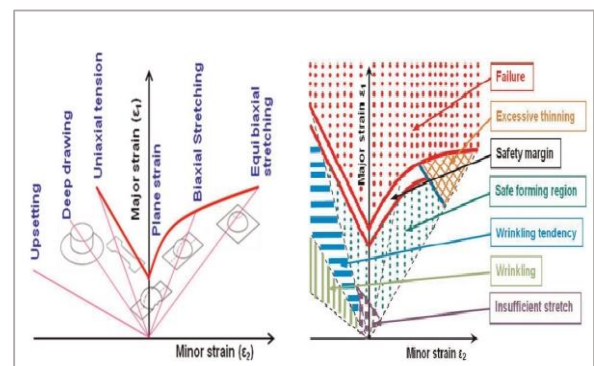 Upsetting
Deep drawing
Uniaxial tension
Major strain (ε₁)
Plane strain
Biaxial Stretching
Equi biaxial
stretching
Minor strain (ε₂)
Major strain ε₁
Failure
Excessive thinning
Safety margin
Safe forming region
Wrinkling tendency
Wrinkling
Insufficient stretch
Minor strain ε₂